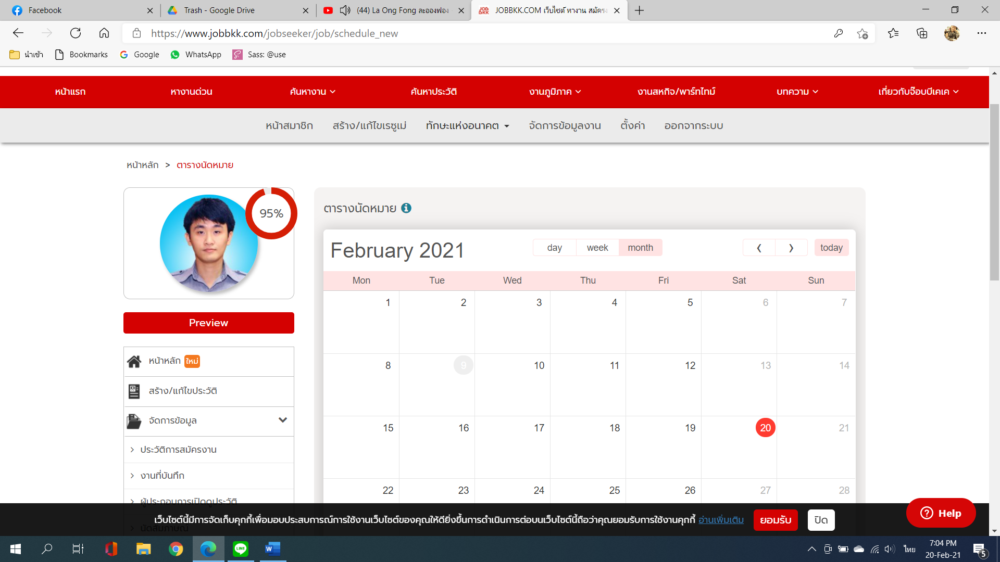 Facebook
Trash - Google Drive
(44) La Ong Fong ละอองฟอง
JOBBKK.COM เว็บไซต์ หางาน สมัครง
https://www.jobbkk.com/jobseeker/job/schedule_new
นำเข้า
Bookmarks
Google
WhatsApp
Sass: @use
หน้าแรก
หางานด่วน
ค้นหางาน
ค้นหาประวัติ
งานภูมิภาค
งานสหกิจ/พาร์ทไทม์
บทความ
เกี่ยวกับจ๊อบบีเคเค
หน้าสมาชิก
สร้าง/แก้ไขเรซูเม่
ทักษะแห่งอนาคต
จัดการข้อมูลงาน
ตั้งค่า
ออกจากระบบ
หน้าหลัก > ตารางนัดหมาย
95%
Preview
หน้าหลัก ใหม่
สร้าง/แก้ไขประวัติ
จัดการข้อมูล
ประวัติการสมัครงาน
งานที่บันทึก
ผู้ประกอบการเปิดดูประวัติ
นัดสัมภาษณ์
ตารางนัดหมาย
February 2021
day week month
today
Mon Tue Wed Thu Fri Sat Sun
1 2 3 4 5 6 7
8 9 10 11 12 13 14
15 16 17 18 19 20 21
22 23 24 25 26 27 28
เว็บไซต์นี้มีการจัดเก็บคุกกี้เพื่อมอบประสบการณ์การใช้งานเว็บไซต์ของคุณให้ดียิ่งขึ้นการดำเนินการต่อบนเว็บไซต์นี้ถือว่าคุณยอมรับการใช้งานคุกกี้ อ่านเพิ่มเติม
ยอมรับ
ปิด
Help
ไทย
7:04 PM
20-Feb-21
5